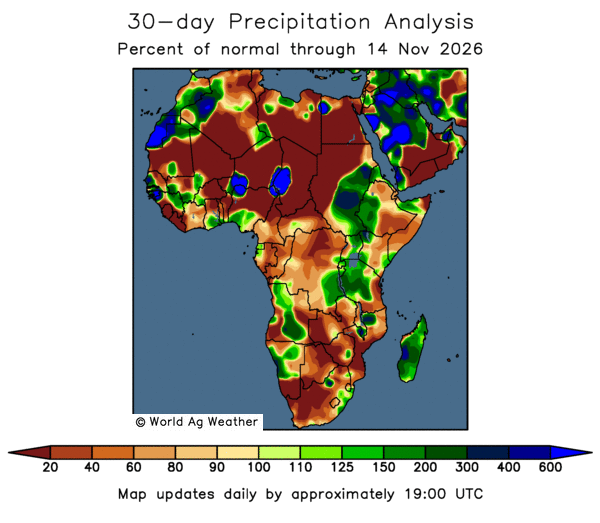 30-day Precipitation Analysis
Percent of normal through 14 Nov 2026
© World Ag Weather
20 40 60 80 90 100 110 125 150 200 300 400 600
Map updates daily by approximately 19:00 UTC